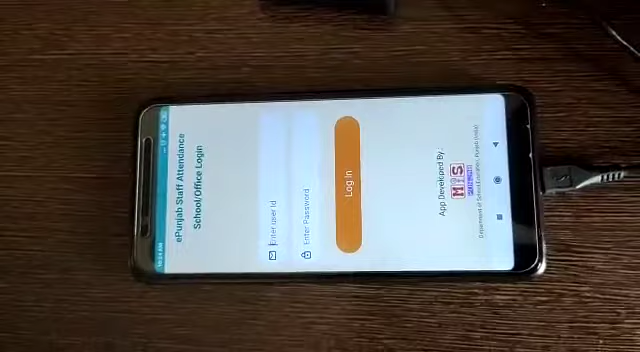 ePunjab Staff Attendance
School/Office Login
Enter user Id
Enter Password
Log In
App Developed By :
MIS
Department of School Education, Punjab (India)